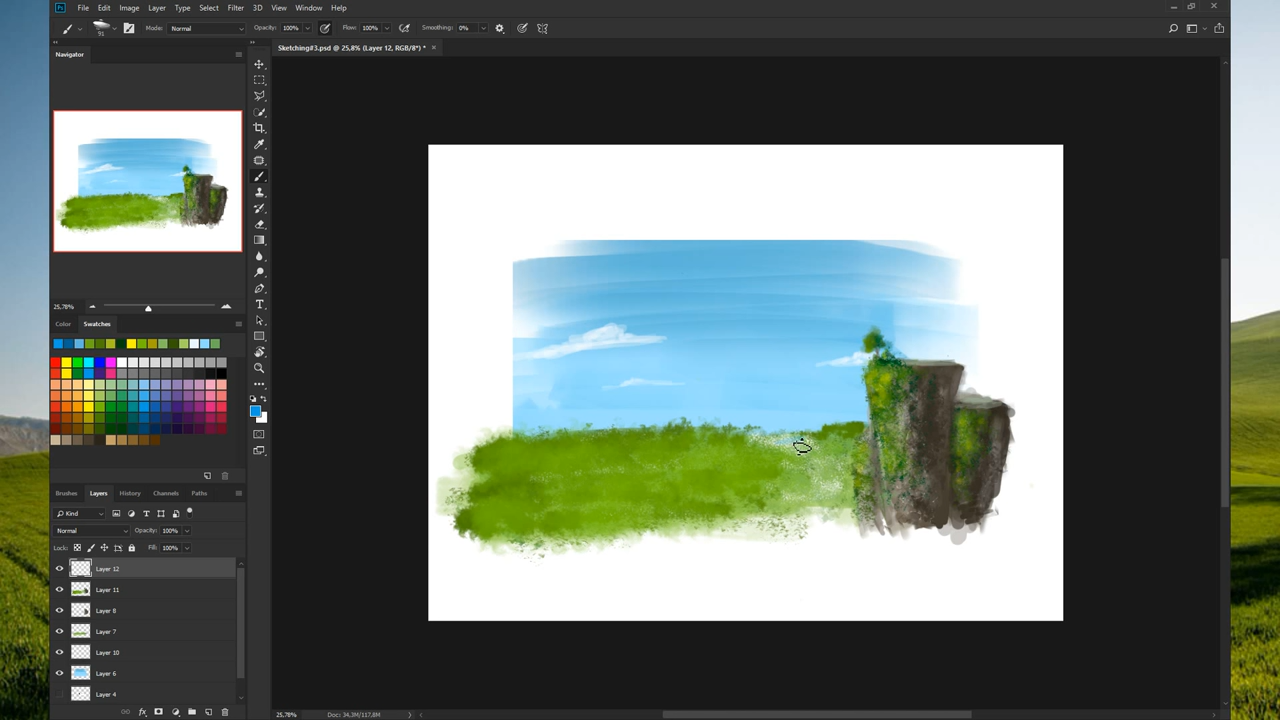 Ps File Edit Image Layer Type Select Filter 3D View Window Help
91 Mode: Normal Opacity: 100% Flow: 100% Smoothing: 0%
Sketching#3.psd @ 25,8% (Layer 12, RGB/8*) *
Navigator
25,78%
Color Swatches
Brushes Layers History Channels Paths
Kind
Normal Opacity: 100%
Lock: Fill: 100%
Layer 12
Layer 11
Layer 8
Layer 7
Layer 10
Layer 6
Layer 4
fx
25,78% Doc: 34,3M/117,8M